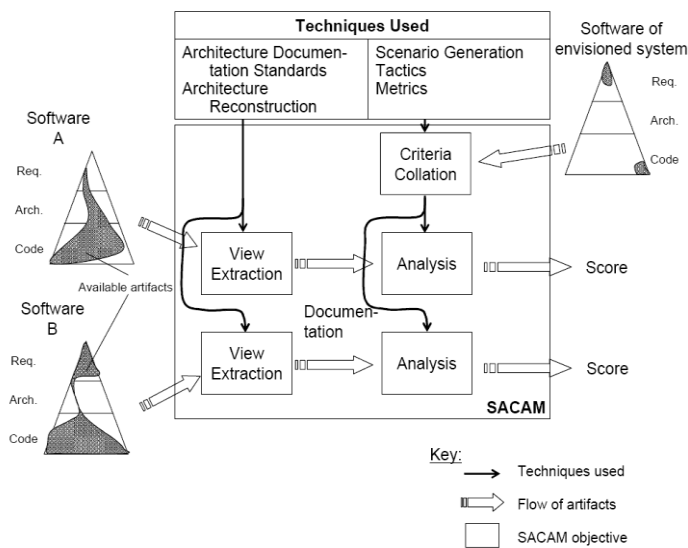 Techniques Used
Architecture Documen-
tation Standards
Architecture
Reconstruction
Scenario Generation
Tactics
Metrics
Software of
envisioned system
Req.
Arch.
Code
Software
A
Req.
Arch.
Code
Available artifacts
Software
B
Req.
Arch.
Code
Criteria
Collation
View
Extraction
Analysis
Score
Documen-
tation
View
Extraction
Analysis
Score
SACAM
Key:
Techniques used
Flow of artifacts
SACAM objective